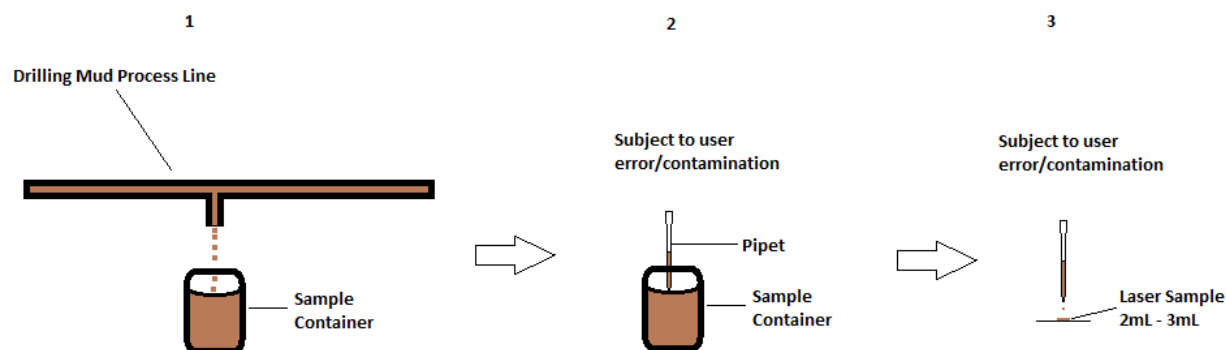 1
Drilling Mud Process Line
Sample
Container
2
Subject to user
error/contamination
Pipet
Sample
Container
3
Subject to user
error/contamination
Laser Sample
2mL - 3mL